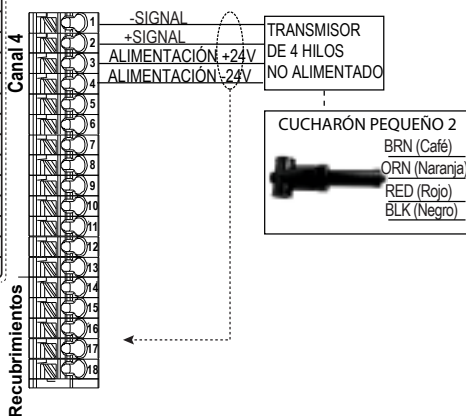 Canal 4
Recubrimientos
1
2
3
4
5
6
7
8
9
10
11
12
13
14
15
16
17
18
-SIGNAL
+SIGNAL
ALIMENTACIÓN +24V
ALIMENTACIÓN -24V
TRANSMISOR
DE 4 HILOS
NO ALIMENTADO
CUCHARÓN PEQUEÑO 2
BRN (Café)
ORN (Naranja)
RED (Rojo)
BLK (Negro)